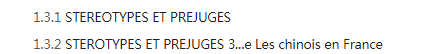 1.3.1 STEREOTYPES ET PREJUGES
1.3.2 STEROTYPES ET PREJUGES 3...e Les chinois en France